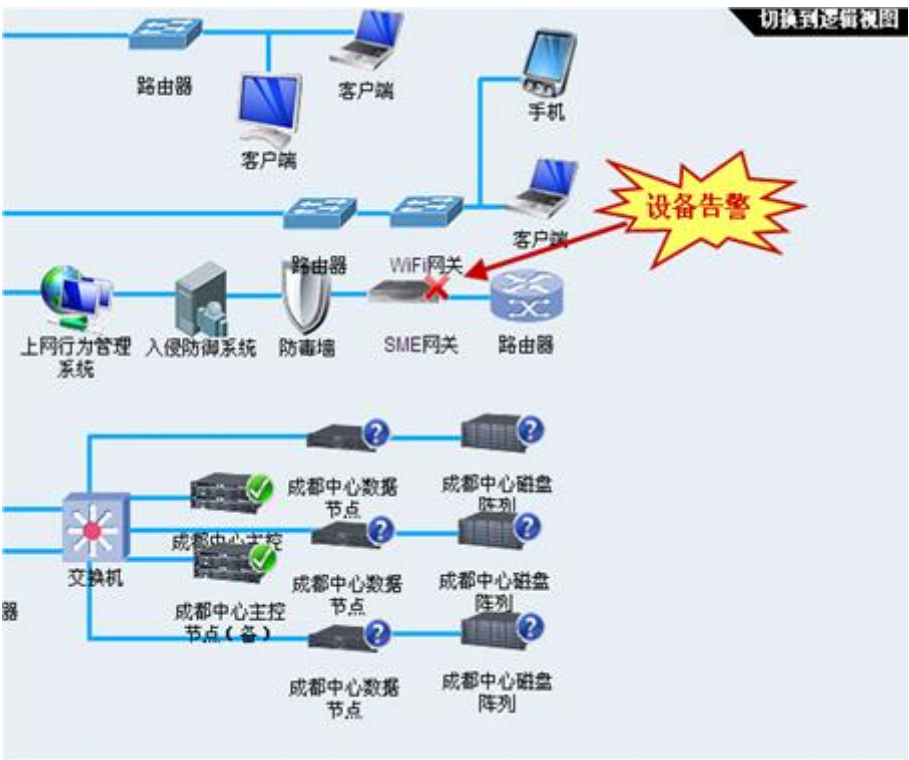 切换到逻辑视图
路由器
客户端
客户端
手机
设备告警
客户端
路由器
WiFi网关
上网行为管理
系统
入侵防御系统
防毒墙
SME网关
路由器
成都中心数据
节点
成都中心磁盘
阵列
成都中心主控
交换机
成都中心数据
节点
成都中心磁盘
阵列
器
成都中心主控
节点(备)
成都中心数据
节点
成都中心磁盘
阵列